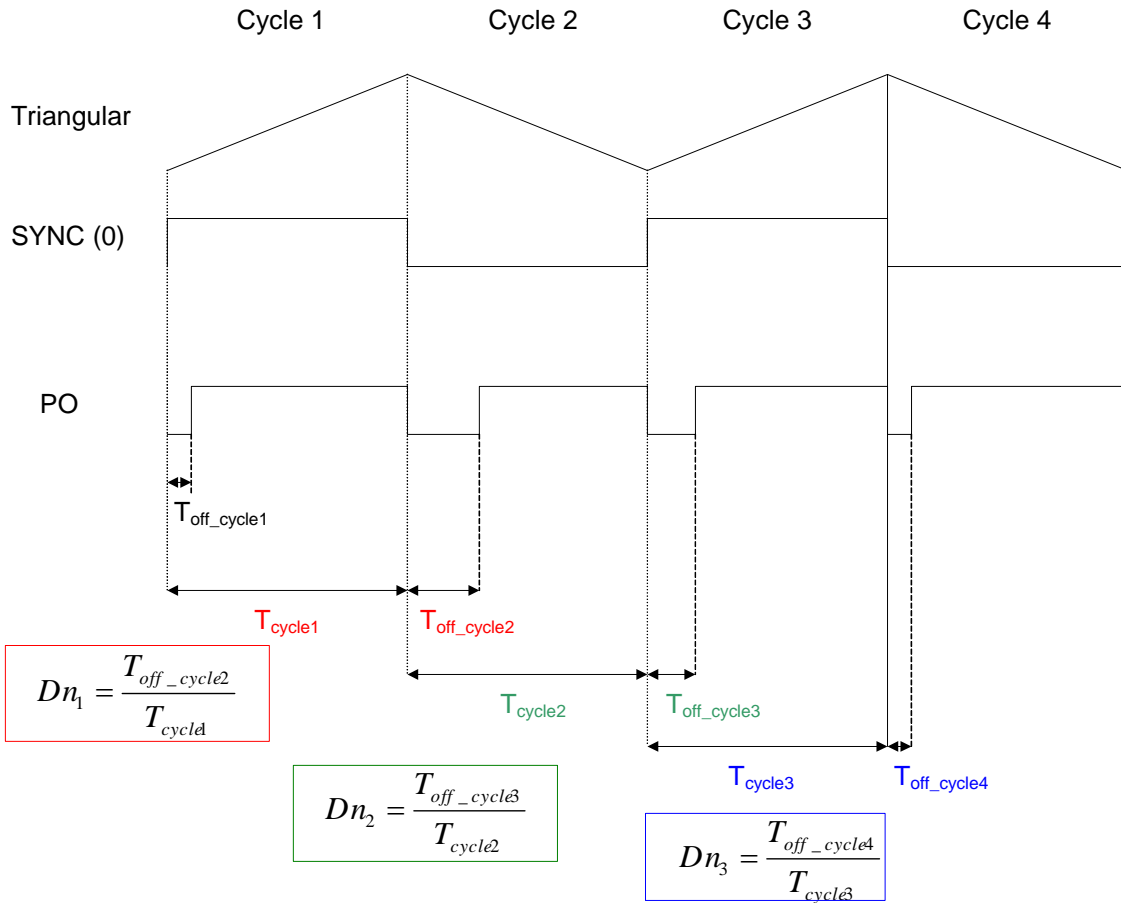 Cycle 1 Cycle 2 Cycle 3 Cycle 4
Triangular
SYNC (0)
PO
T_off_cycle1
T_cycle1 T_off_cycle2
Dn_1 = T_off_cycle2 / T_cycle1
T_cycle2 T_off_cycle3
Dn_2 = T_off_cycle3 / T_cycle2
T_cycle3 T_off_cycle4
Dn_3 = T_off_cycle4 / T_cycle3